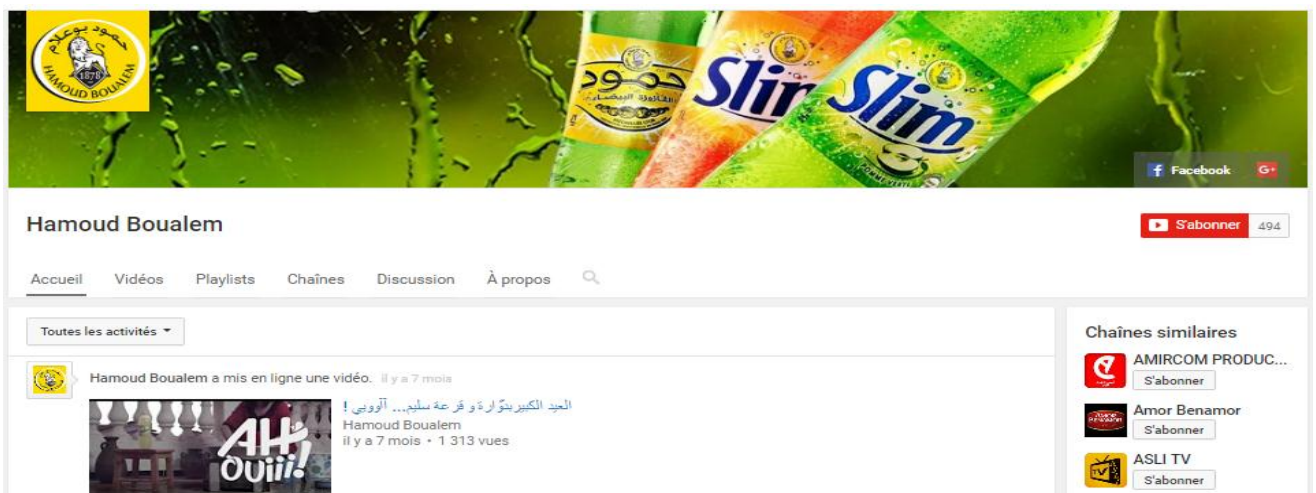 حمود بوعلام
1878
HAMOUD BOUALEM
حمود
Slim
Slim
POMME VERTE
Facebook
G+
Hamoud Boualem
S'abonner 494
Accueil Vidéos Playlists Chaînes Discussion À propos
Toutes les activités
Hamoud Boualem a mis en ligne une vidéo. il y a 7 mois
العيد الكبير بنوّارة و قرعة سليم... آلوويي !
Hamoud Boualem
il y a 7 mois • 1 313 vues
AH,
OUiii!
Chaînes similaires
AMIRCOM PRODUC...
S'abonner
Amor Benamor
S'abonner
ASLI TV
S'abonner